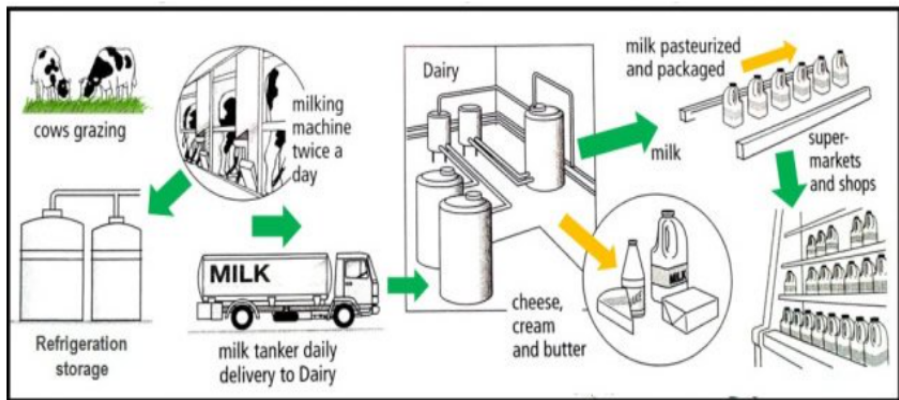 cows grazing
milking
machine
twice a
day
Refrigeration
storage
MILK
milk tanker daily
delivery to Dairy
Dairy
milk
cheese,
cream
and butter
MILK
milk pasteurized
and packaged
super-
markets
and shops